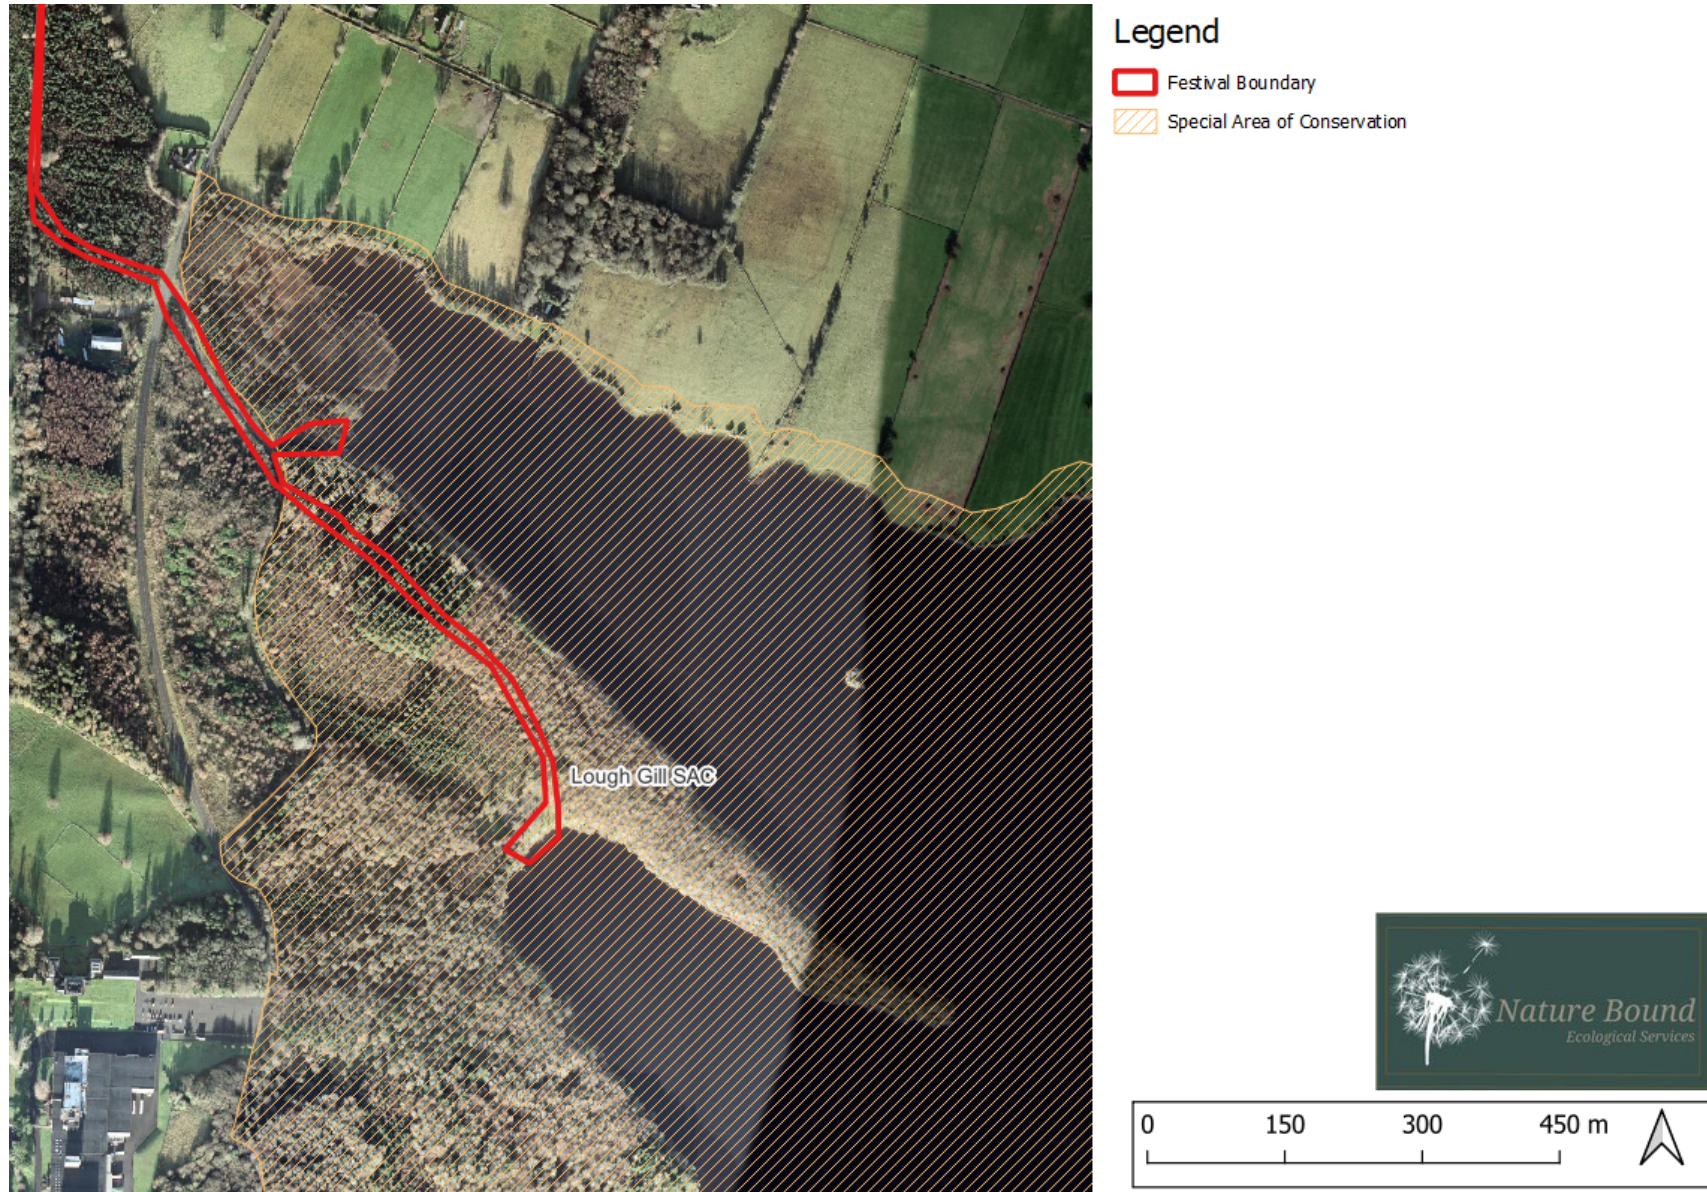 Legend
Festival Boundary
Special Area of Conservation
Lough Gill SAC
Nature Bound
Ecological Services
0 150 300 450 m